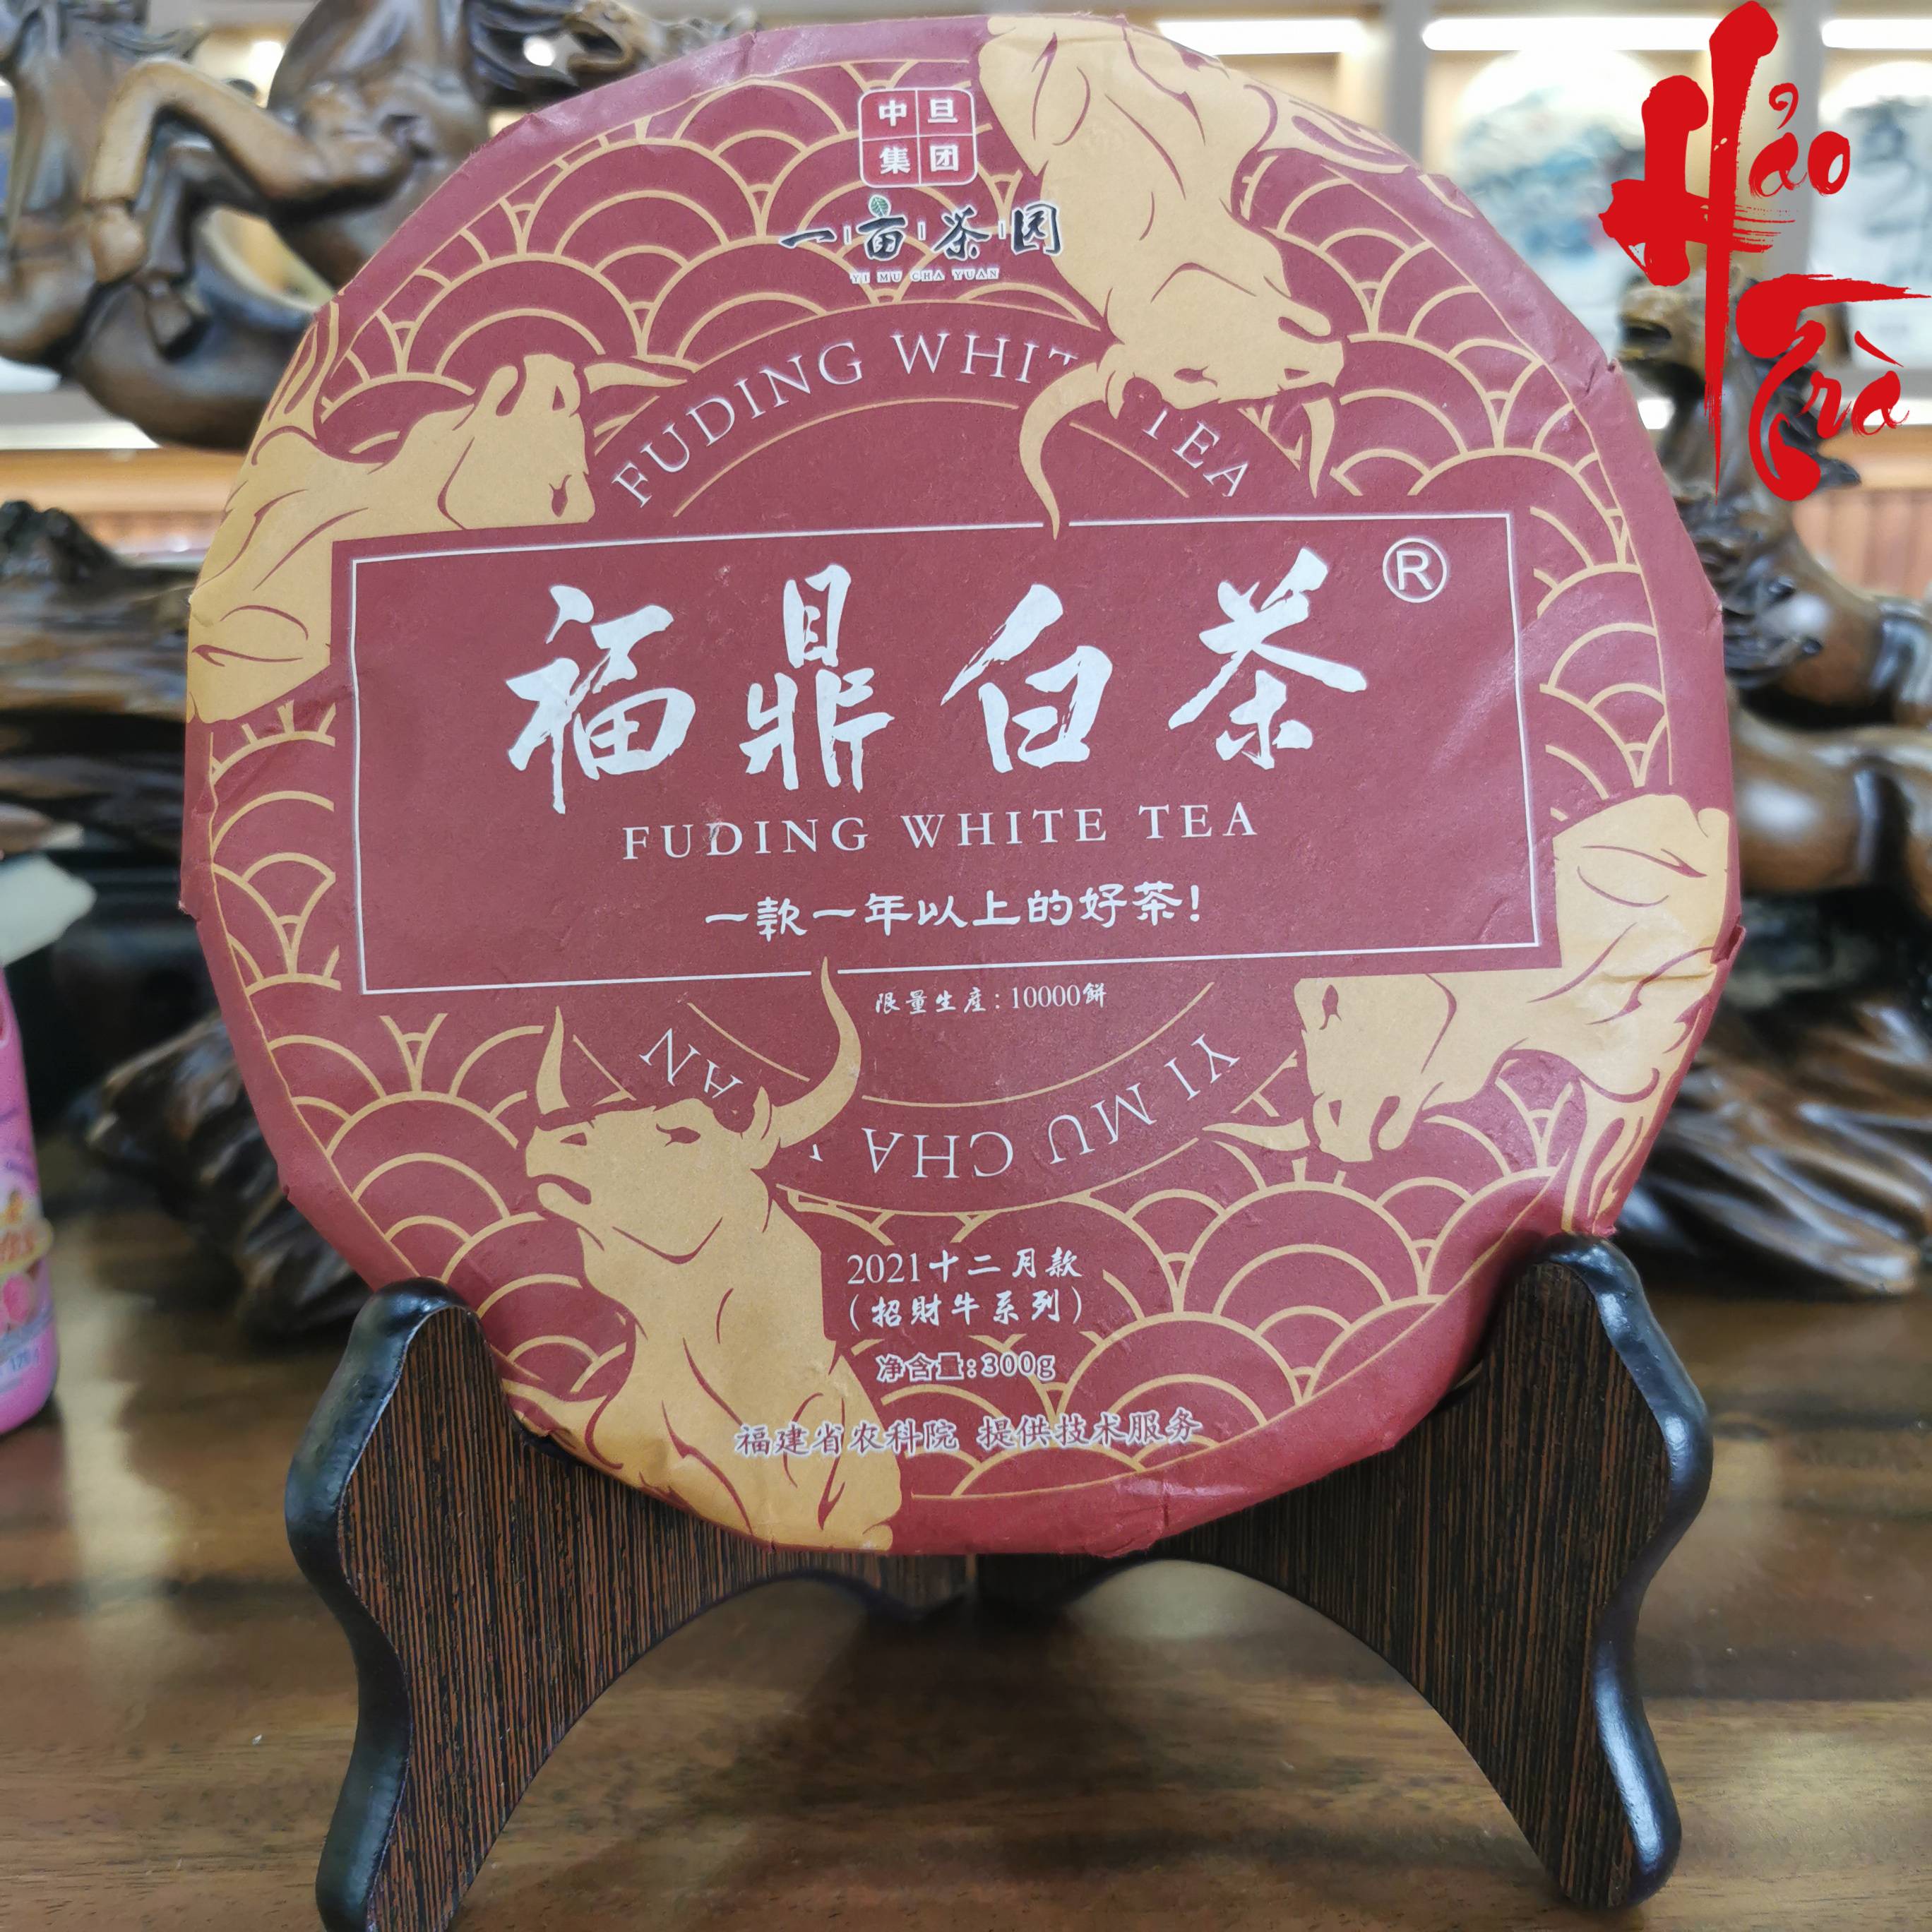 Hảo
Trà
中旦
集团
一亩茶园
YI MU CHA YUAN
FUDING WHIT TEA
福鼎白茶®
FUDING WHITE TEA
一款一年以上的好茶!
限量生産:10000餅
YI MU CHA AN
2021十二月款
(招財牛系列)
净含量:300g
福建省农科院 提供技术服务